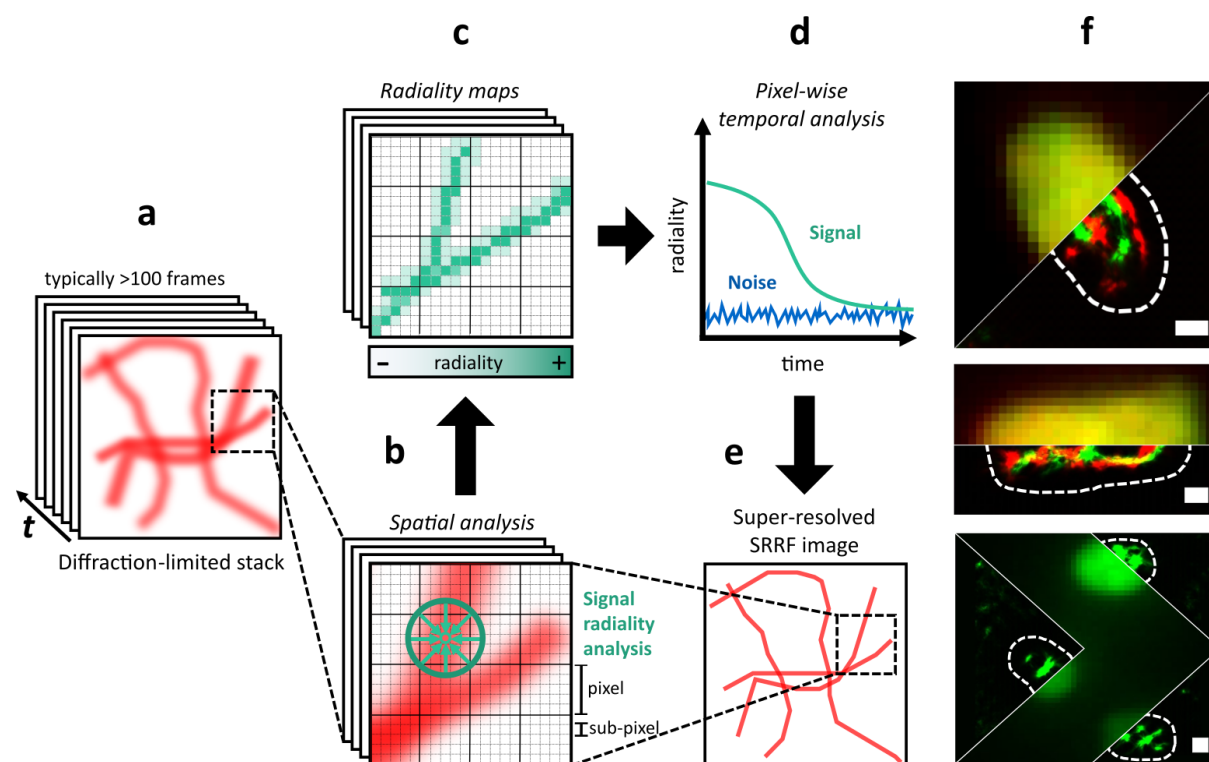 a
typically >100 frames
t
Diffraction-limited stack
b
Spatial analysis
Signal
radiality
analysis
pixel
sub-pixel
c
Radiality maps
- radiality +
d
Pixel-wise
temporal analysis
radiality
Signal
Noise
time
e
Super-resolved
SRRF image
f